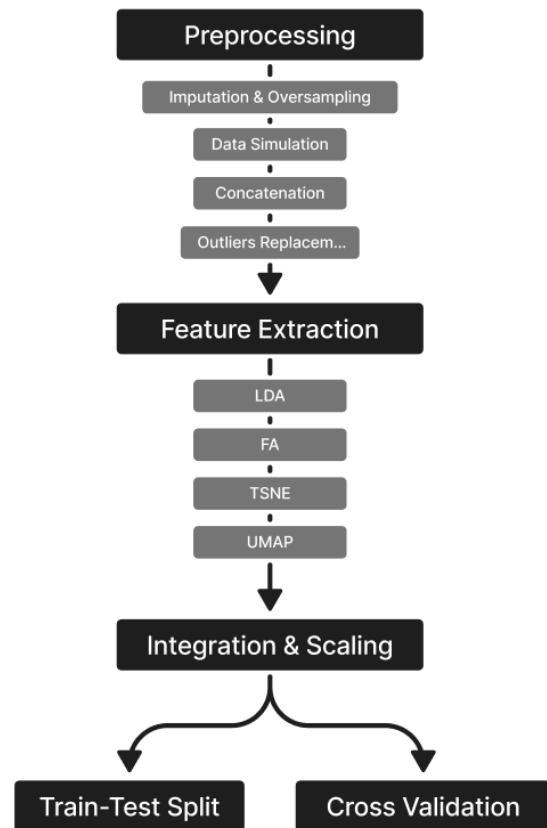 Preprocessing
Imputation & Oversampling
Data Simulation
Concatenation
Outliers Replacem...
Feature Extraction
LDA
FA
TSNE
UMAP
Integration & Scaling
Train-Test Split
Cross Validation